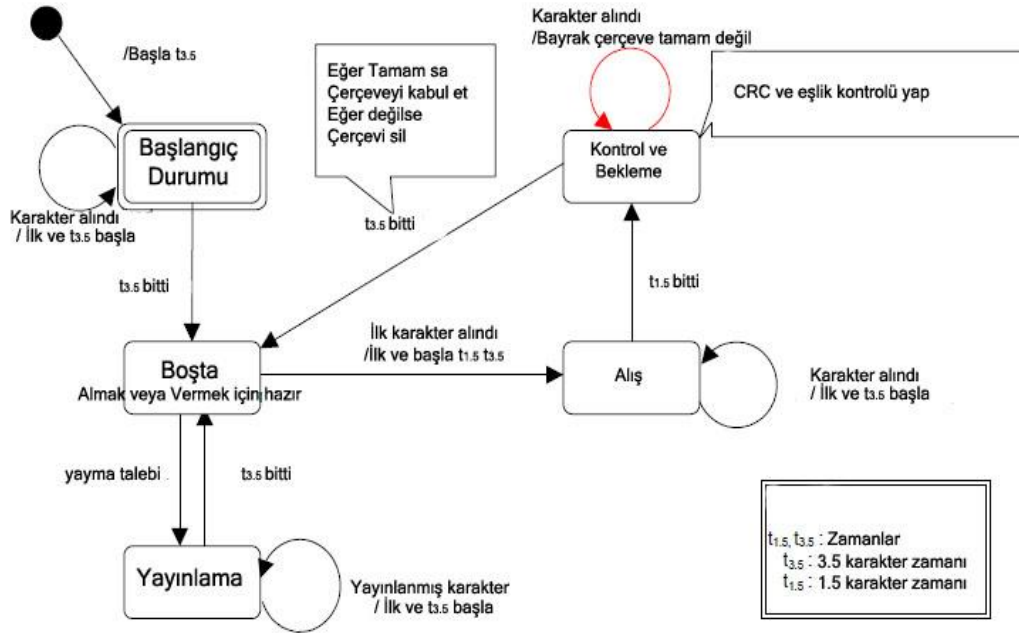 /Başla t3.5
Karakter alındı
/Bayrak çerçeve tamam değil
Eğer Tamam sa
Çerçeveyi kabul et
Eğer değilse
Çerçevi sil
CRC ve eşlik kontrolü yap
Başlangıç
Durumu
Kontrol ve
Bekleme
Karakter alındı
/ İlk ve t3.5 başla
t3.5 bitti
t3.5 bitti
t1.5 bitti
İlk karakter alındı
/İlk ve başla t1.5 t3.5
Boşta
Almak veya Vermek için hazır
Alış
Karakter alındı
/ İlk ve t3.5 başla
yayma talebi
t3.5 bitti
Yayınlama
Yayınlanmış karakter
/ İlk ve t3.5 başla
t1.5, t3.5 : Zamanlar
t3.5 : 3.5 karakter zamanı
t1.5 : 1.5 karakter zamanı